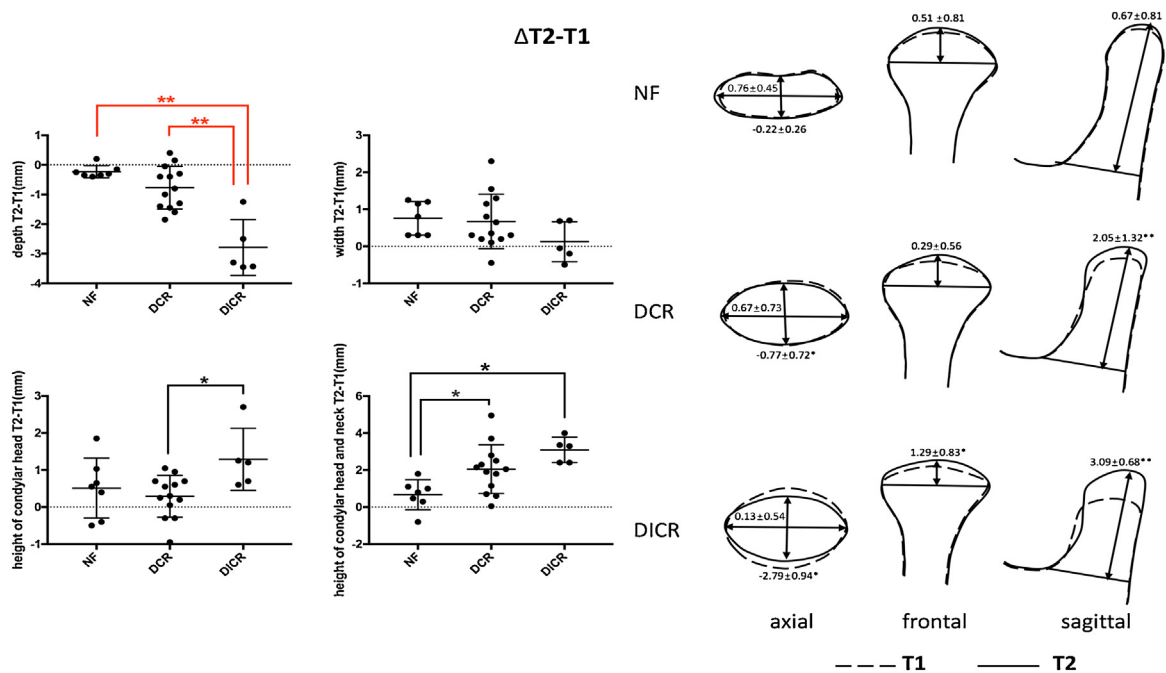 ΔT2-T1
**
**
depth T2-T1(mm)
1
0
-1
-2
-3
-4
NF
DCR
DICR
width T2-T1(mm)
3
2
1
0
-1
NF
DCR
DICR
*
height of condylar head T2-T1(mm)
3
2
1
0
-1
NF
DCR
DICR
*
*
height of condylar head and neck T2-T1(mm)
6
4
2
0
-2
NF
DCR
DICR
NF
0.76±0.45
-0.22±0.26
0.51 ±0.81
0.67±0.81
DCR
0.67±0.73
-0.77±0.72*
0.29±0.56
2.05±1.32**
DICR
0.13±0.54
-2.79±0.94*
1.29±0.83*
3.09±0.68**
axial
frontal
sagittal
T1
T2